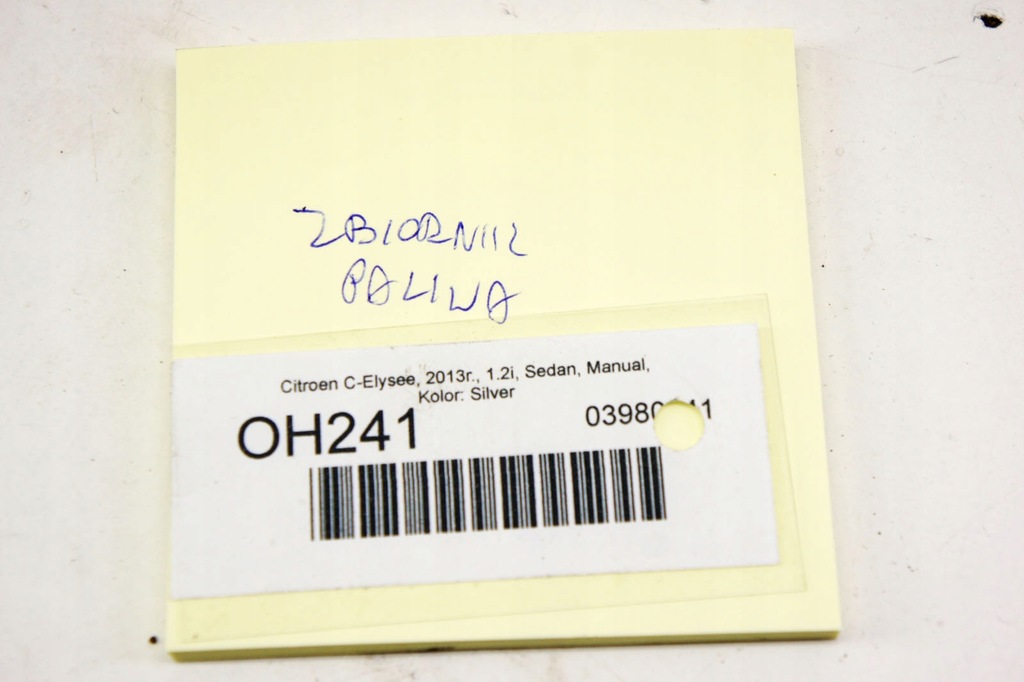 ZBIORNIK
PALIWA
Citroen C-Elysee, 2013r., 1.2i, Sedan, Manual,
Kolor: Silver
OH241